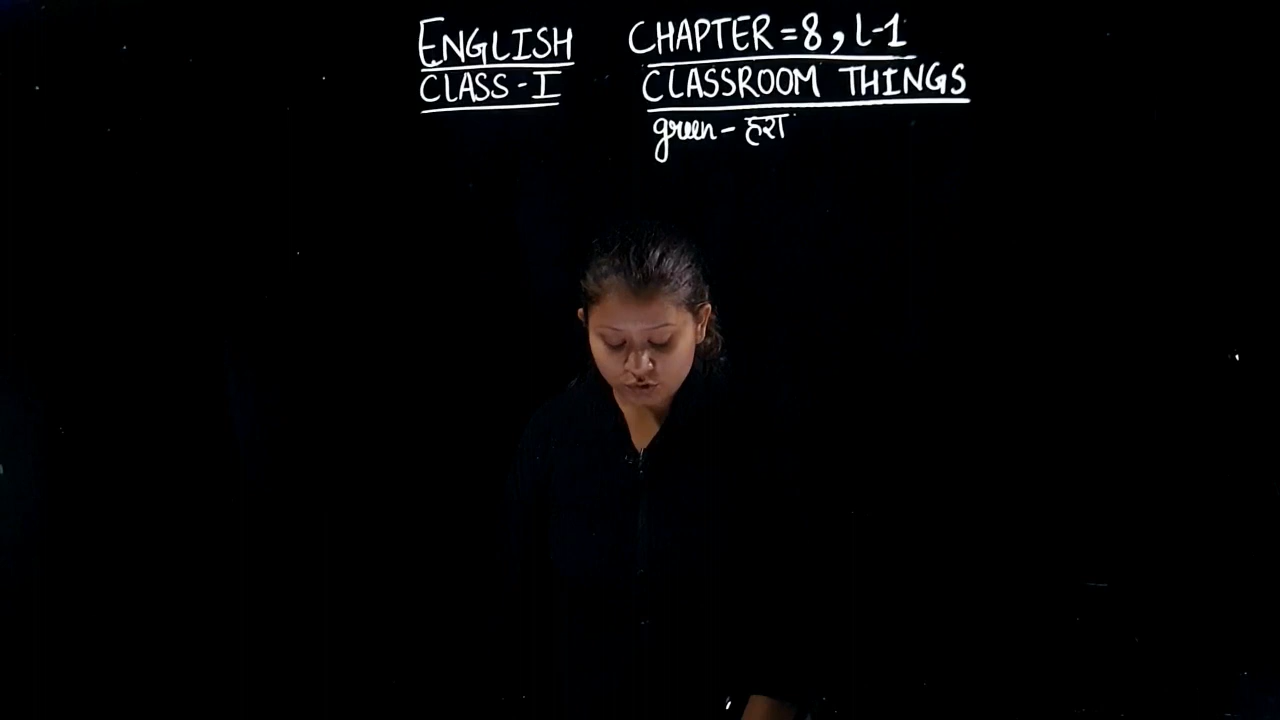 ENGLISH CHAPTER = 8, L-1
CLASS-I CLASSROOM THINGS
green - हरा